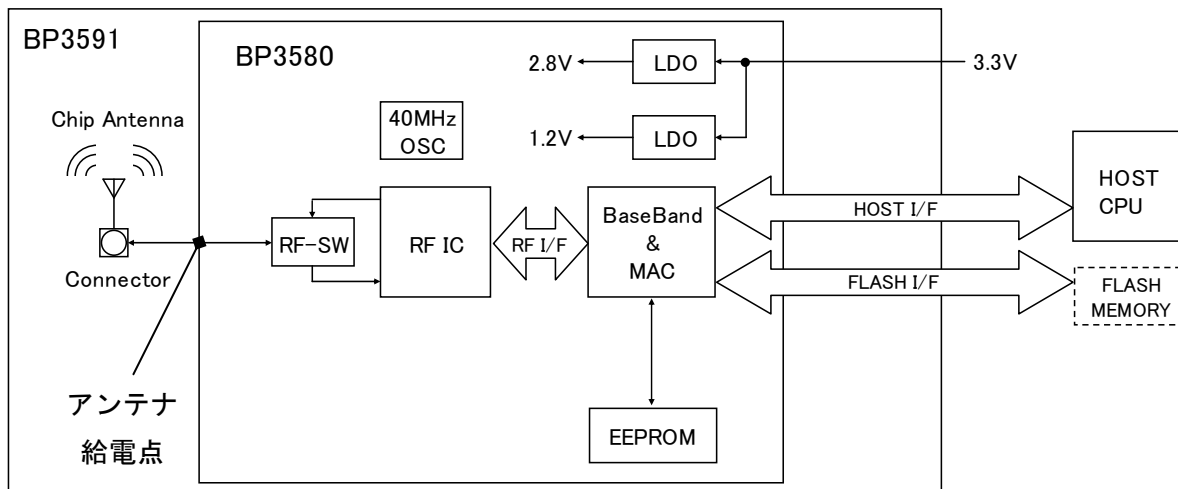 BP3591
BP3580
2.8V
LDO
3.3V
Chip Antenna
40MHz
OSC
1.2V
LDO
HOST
CPU
BaseBand
&
MAC
HOST I/F
RF-SW
RF IC
RF I/F
Connector
FLASH I/F
FLASH
MEMORY
アンテナ
給電点
EEPROM